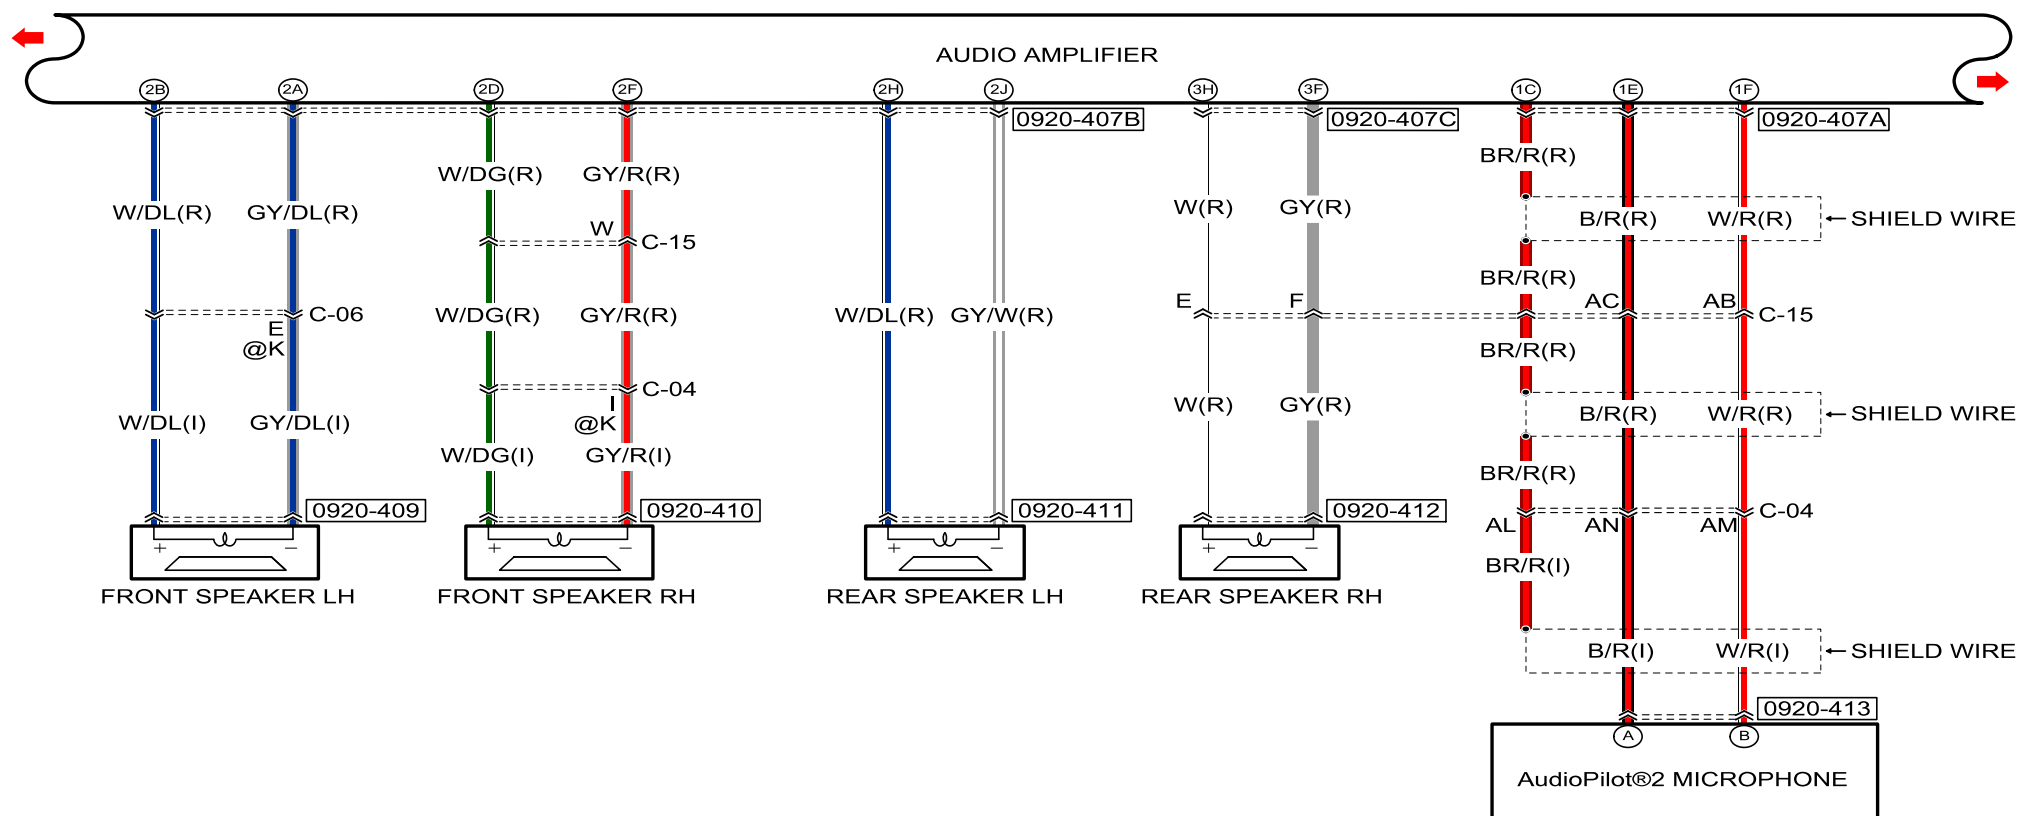 AUDIO AMPLIFIER
2B 2A 2D 2F 2H 2J 3H 3F 1C 1E 1F
0920-407B 0920-407C 0920-407A
BR/R(R)
W/DG(R) GY/R(R)
W/DL(R) GY/DL(R) W(R) GY(R) B/R(R) W/R(R) SHIELD WIRE
W C-15
BR/R(R)
E F AC AB
C-06 W/DG(R) GY/R(R) W/DL(R) GY/W(R) C-15
E
@K BR/R(R)
C-04
I W(R) GY(R) B/R(R) W/R(R) SHIELD WIRE
W/DL(I) GY/DL(I) @K
W/DG(I) GY/R(I) BR/R(R)
0920-409 0920-410 0920-411 0920-412 C-04
AL AN AM
+ − + − + − + −
BR/R(I)
FRONT SPEAKER LH FRONT SPEAKER RH REAR SPEAKER LH REAR SPEAKER RH
B/R(I) W/R(I) SHIELD WIRE
0920-413
A B
AudioPilot®2 MICROPHONE